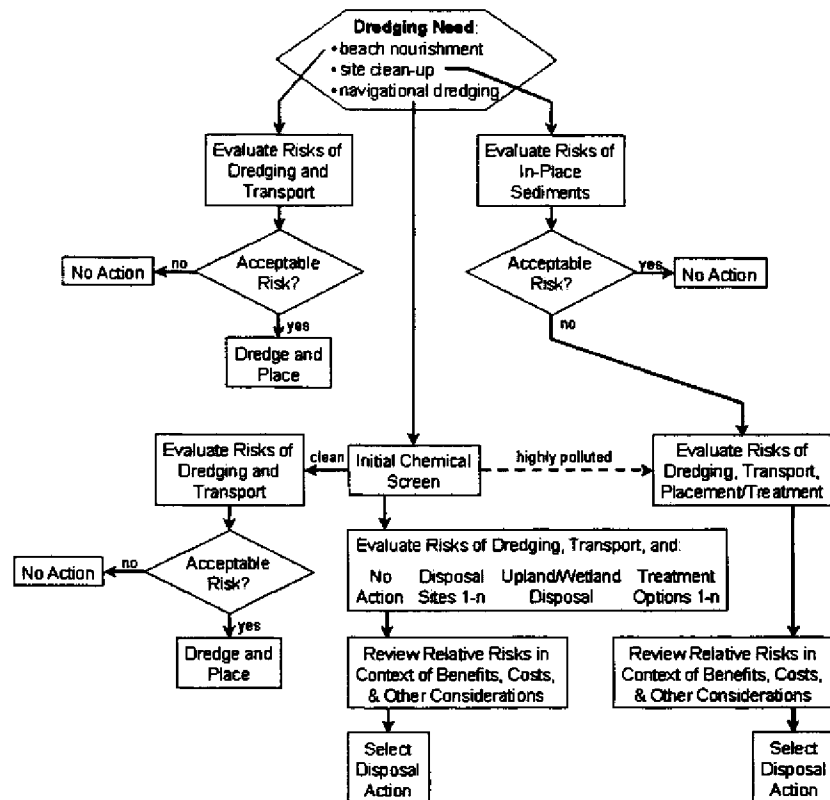 Dredging Need:
• beach nourishment
• site clean-up
• navigational dredging
Evaluate Risks of
Dredging and
Transport
Evaluate Risks of
In-Place
Sediments
No Action
no
Acceptable
Risk?
Acceptable
Risk?
yes
No Action
yes
no
Dredge and
Place
Evaluate Risks of
Dredging and
Transport
clean
Initial Chemical
Screen
highly polluted
Evaluate Risks of
Dredging, Transport,
Placement/Treatment
Evaluate Risks of Dredging, Transport, and:
No
Action
Disposal
Sites 1-n
Upland/Wetland
Disposal
Treatment
Options 1-n
No Action
no
Acceptable
Risk?
yes
Dredge and
Place
Review Relative Risks in
Context of Benefits, Costs,
& Other Considerations
Review Relative Risks in
Context of Benefits, Costs,
& Other Considerations
Select
Disposal
Action
Select
Disposal
Action